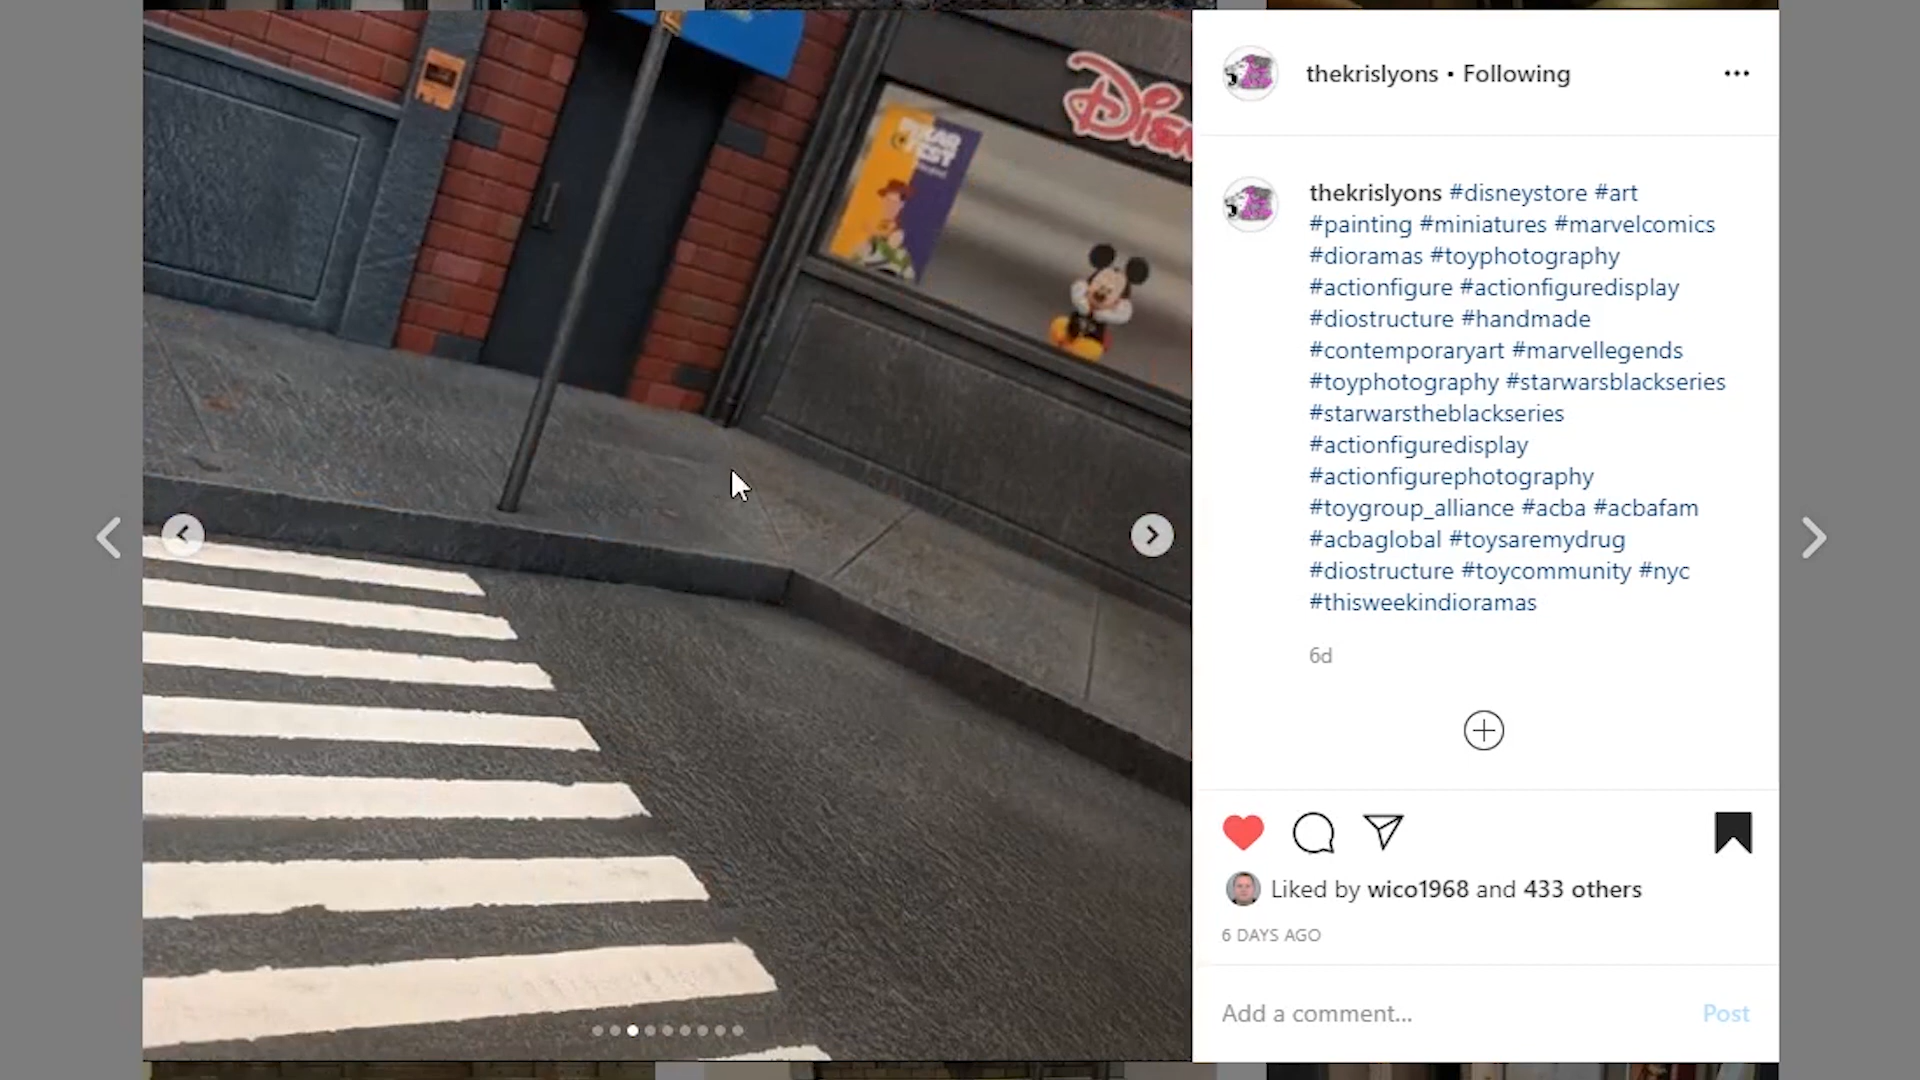 Disn
PIXAR
FEST
thekrislyons • Following
thekrislyons #disneystore #art
#painting #miniatures #marvelcomics
#dioramas #toyphotography
#actionfigure #actionfiguredisplay
#diostructure #handmade
#contemporaryart #marvellegends
#toyphotography #starwarsblackseries
#starwarstheblackseries
#actionfiguredisplay
#actionfigurephotography
#toygroup_alliance #acba #acbafam
#acbaglobal #toysaremydrug
#diostructure #toycommunity #nyc
#thisweekindioramas
6d
Liked by wico1968 and 433 others
6 DAYS AGO
Add a comment...
Post